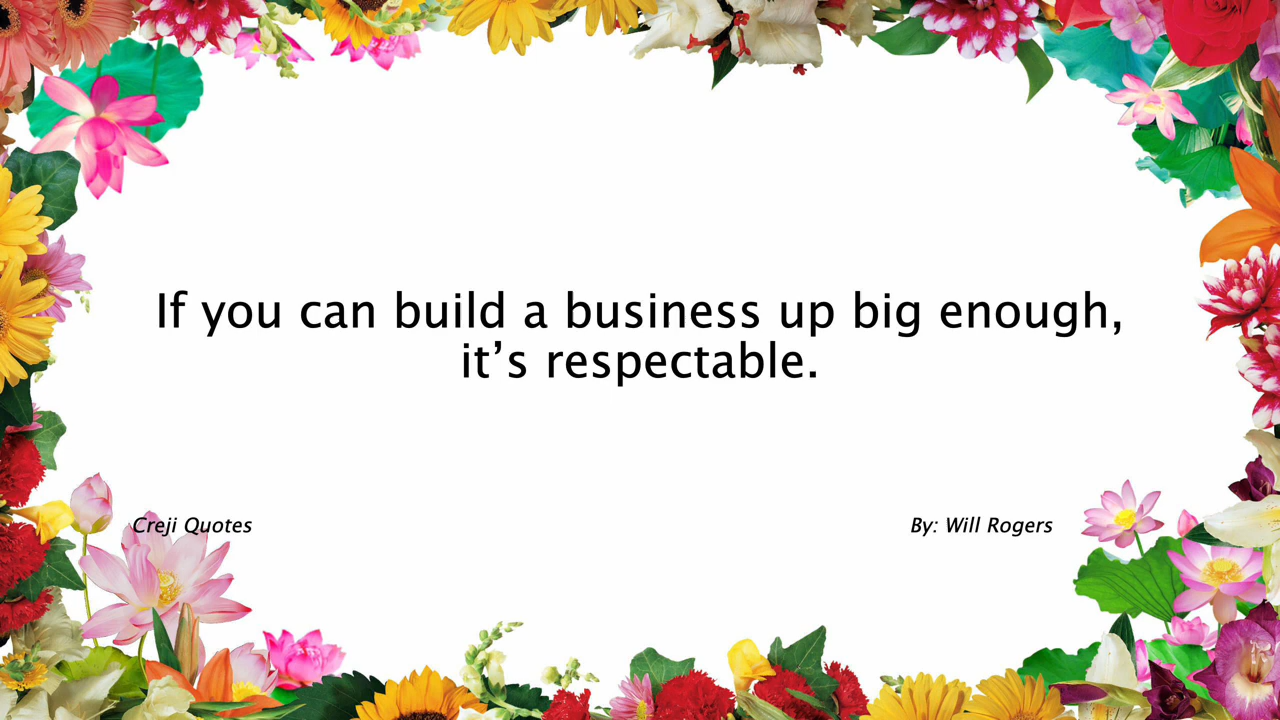 If you can build a business up big enough,
it’s respectable.
Creji Quotes
By: Will Rogers